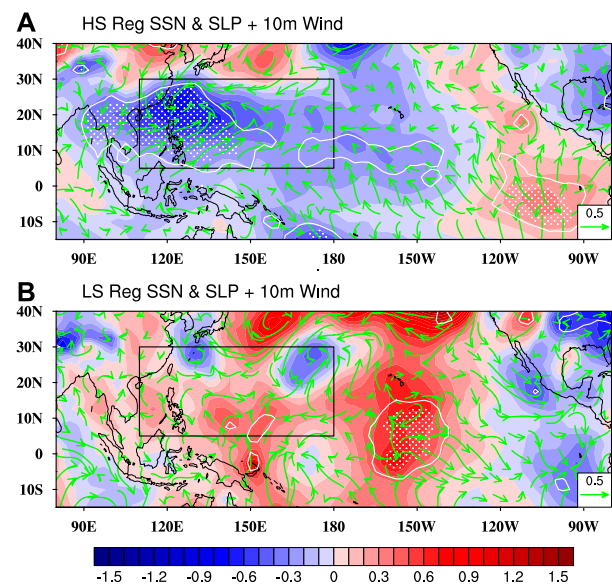 A HS Reg SSN & SLP + 10m Wind
40N
30N
20N
10N
0
10S
0.5
90E 120E 150E 180 150W 120W 90W
B LS Reg SSN & SLP + 10m Wind
40N
30N
20N
10N
0
10S
0.5
90E 120E 150E 180 150W 120W 90W
-1.5 -1.2 -0.9 -0.6 -0.3 0 0.3 0.6 0.9 1.2 1.5